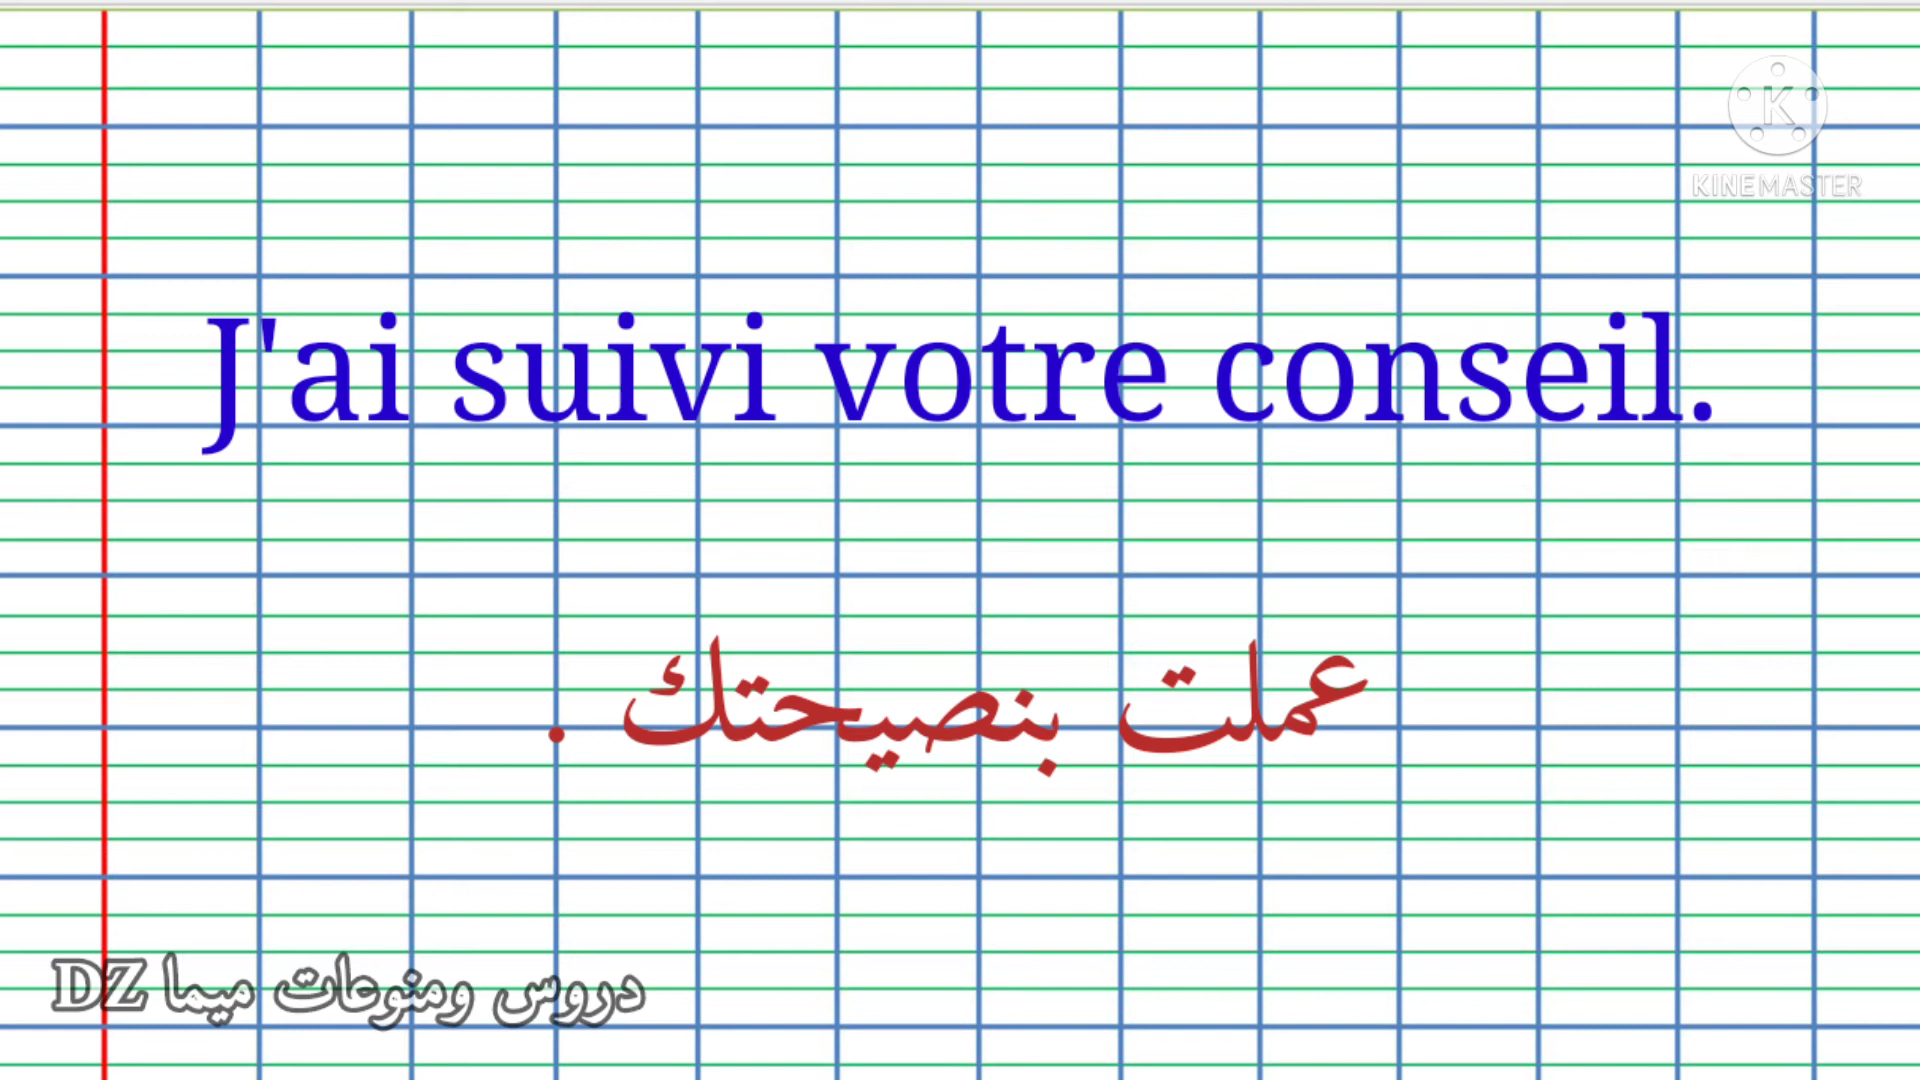 KINEMASTER
J'ai suivi votre conseil.
عملت بنصيحتك .
دروس ومنوعات ميما DZ